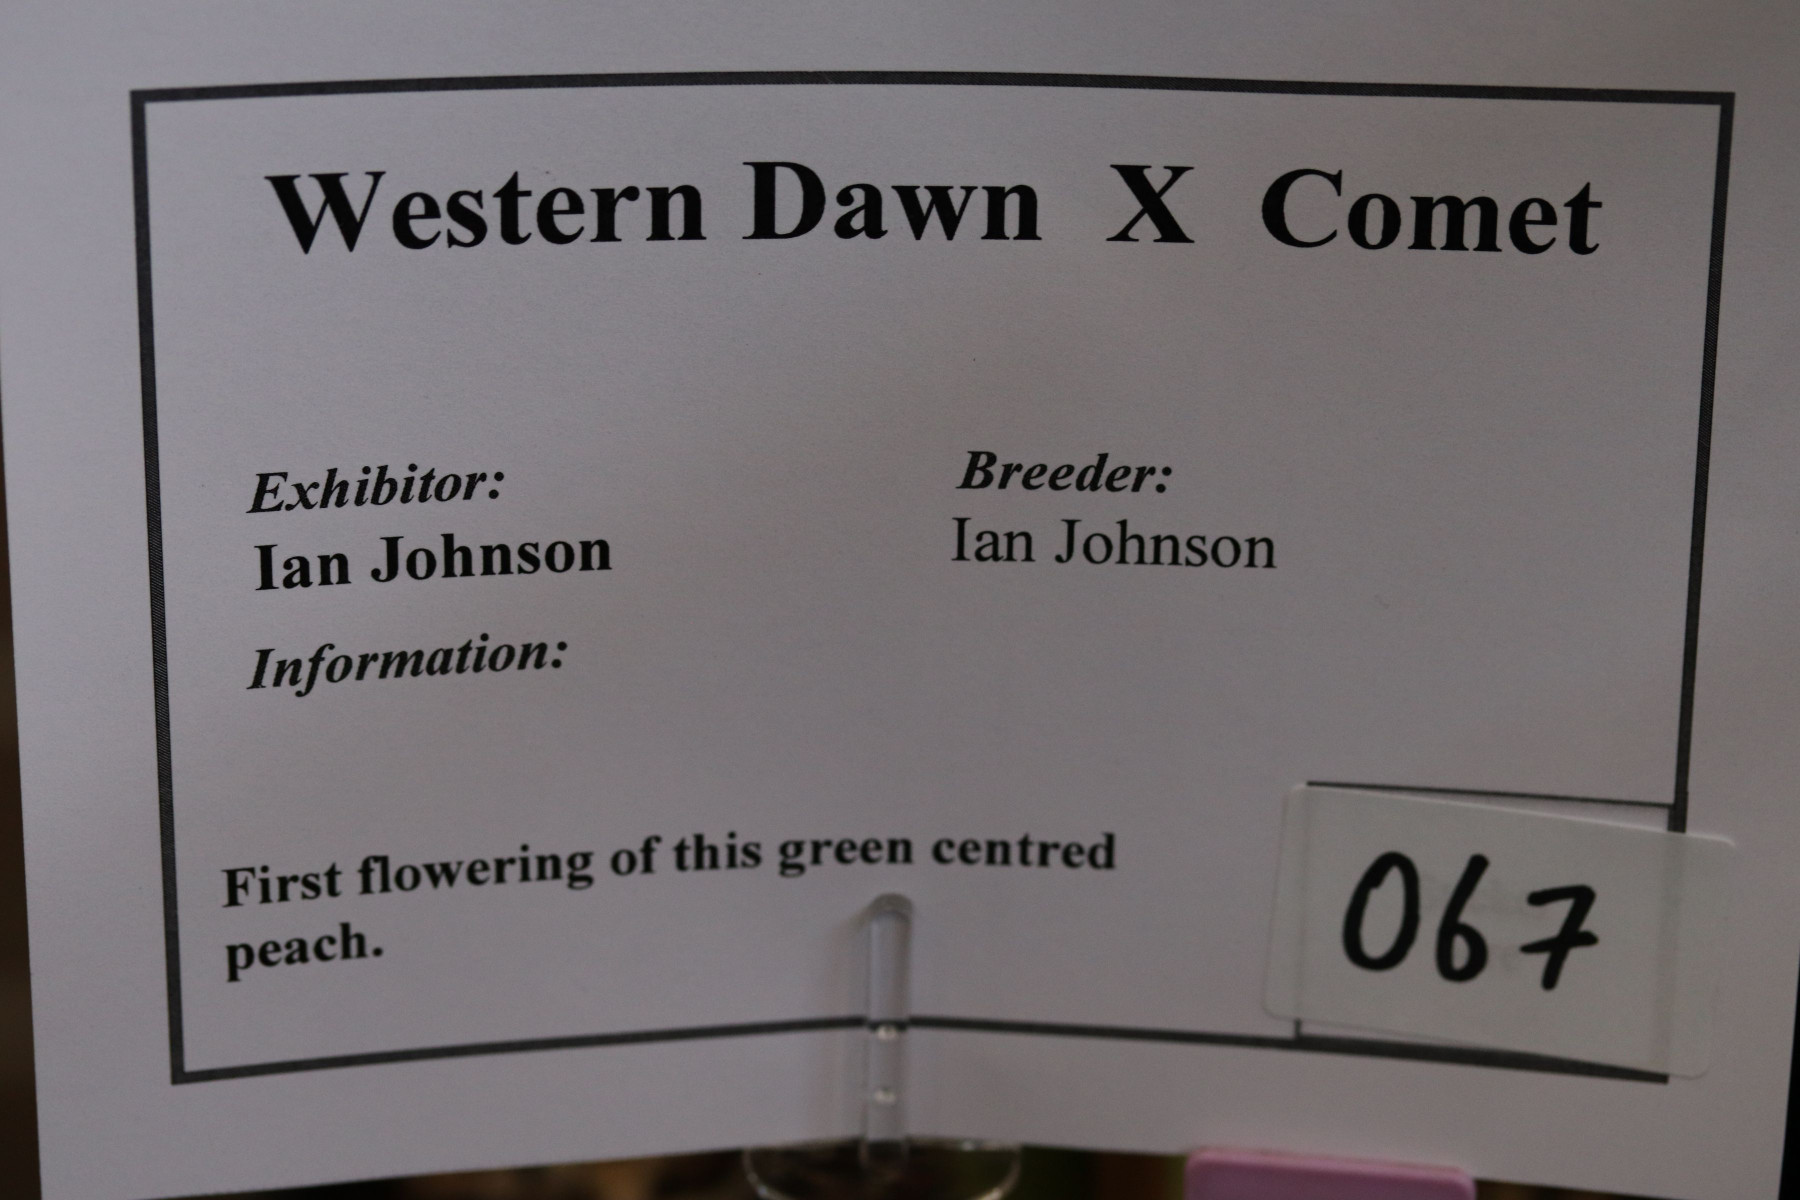 Western Dawn X Comet
Exhibitor:
Ian Johnson
Breeder:
Ian Johnson
Information:
First flowering of this green centred
peach.
067